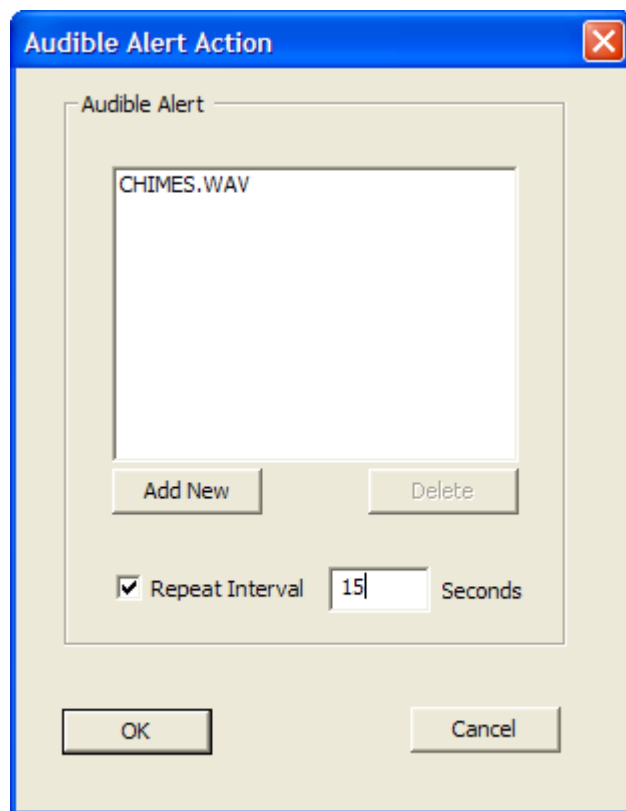 Audible Alert Action
Audible Alert
CHIMES.WAV
Add New Delete
Repeat Interval 15 Seconds
OK Cancel